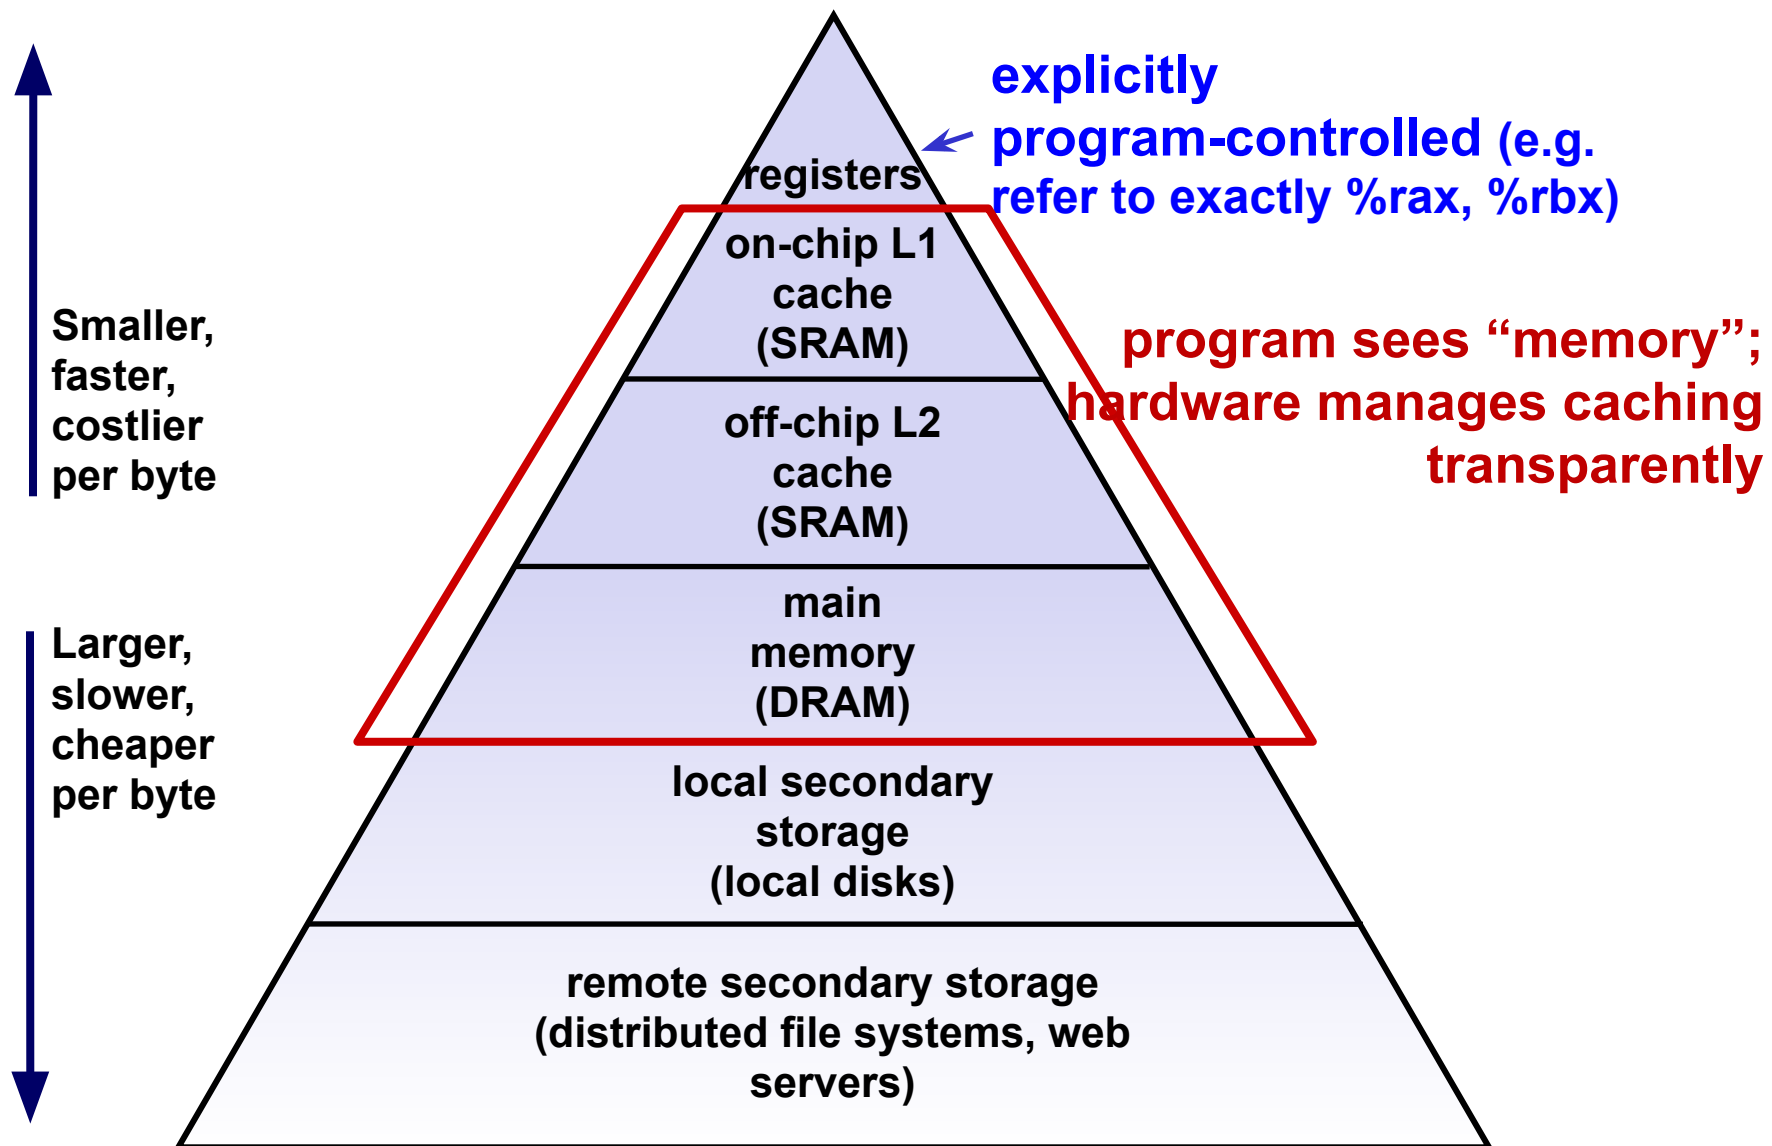 explicitly
program-controlled (e.g.
refer to exactly %rax, %rbx)
registers
on-chip L1
cache
(SRAM)
Smaller,
faster,
costlier
per byte
program sees “memory”;
hardware manages caching
transparently
off-chip L2
cache
(SRAM)
main
memory
(DRAM)
Larger,
slower,
cheaper
per byte
local secondary
storage
(local disks)
remote secondary storage
(distributed file systems, web
servers)